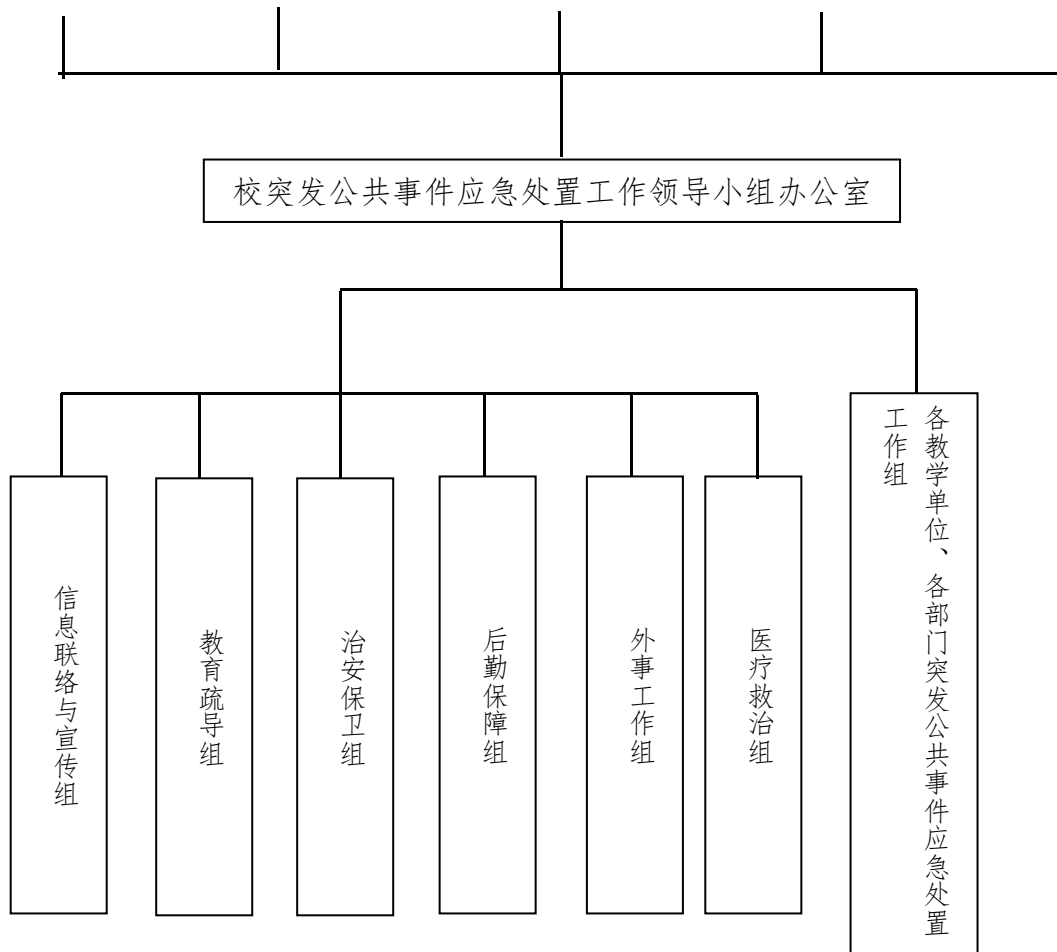 校突发公共事件应急处置工作领导小组办公室
信息联络与宣传组
教育疏导组
治安保卫组
后勤保障组
外事工作组
医疗救治组
各教学单位、各部门突发公共事件应急处置
工作组